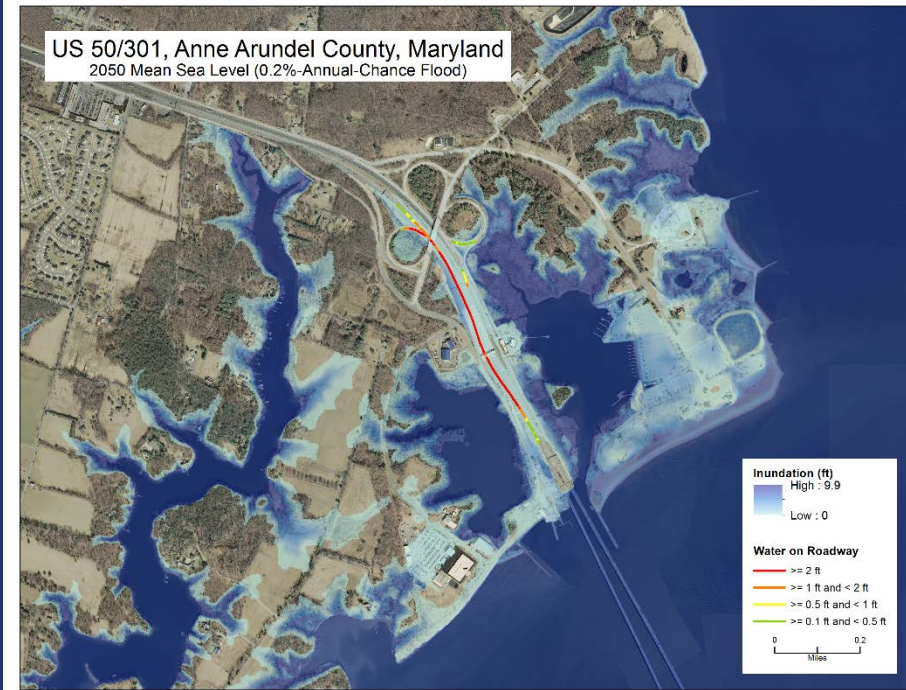 US 50/301, Anne Arundel County, Maryland
2050 Mean Sea Level (0.2%-Annual-Chance Flood)
Inundation (ft)
High : 9.9
Low : 0
Water on Roadway
>= 2 ft
>= 1 ft and < 2 ft
>= 0.5 ft and < 1 ft
>= 0.1 ft and < 0.5 ft
0 0.2
Miles